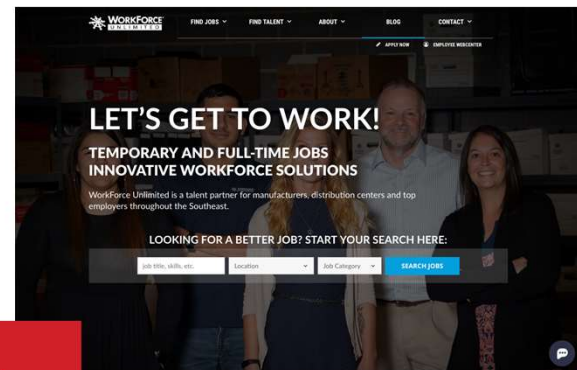 WORKFORCE
UNLIMITED
FIND JOBS
FIND TALENT
ABOUT
BLOG
CONTACT
APPLY NOW
EMPLOYEE WEBCENTER
LET'S GET TO WORK!
TEMPORARY AND FULL-TIME JOBS
INNOVATIVE WORKFORCE SOLUTIONS
WorkForce Unlimited is a talent partner for manufacturers, distribution centers and top
employers throughout the Southeast.
LOOKING FOR A BETTER JOB? START YOUR SEARCH HERE:
job title, skills, etc.
Location
Job Category
SEARCH JOBS